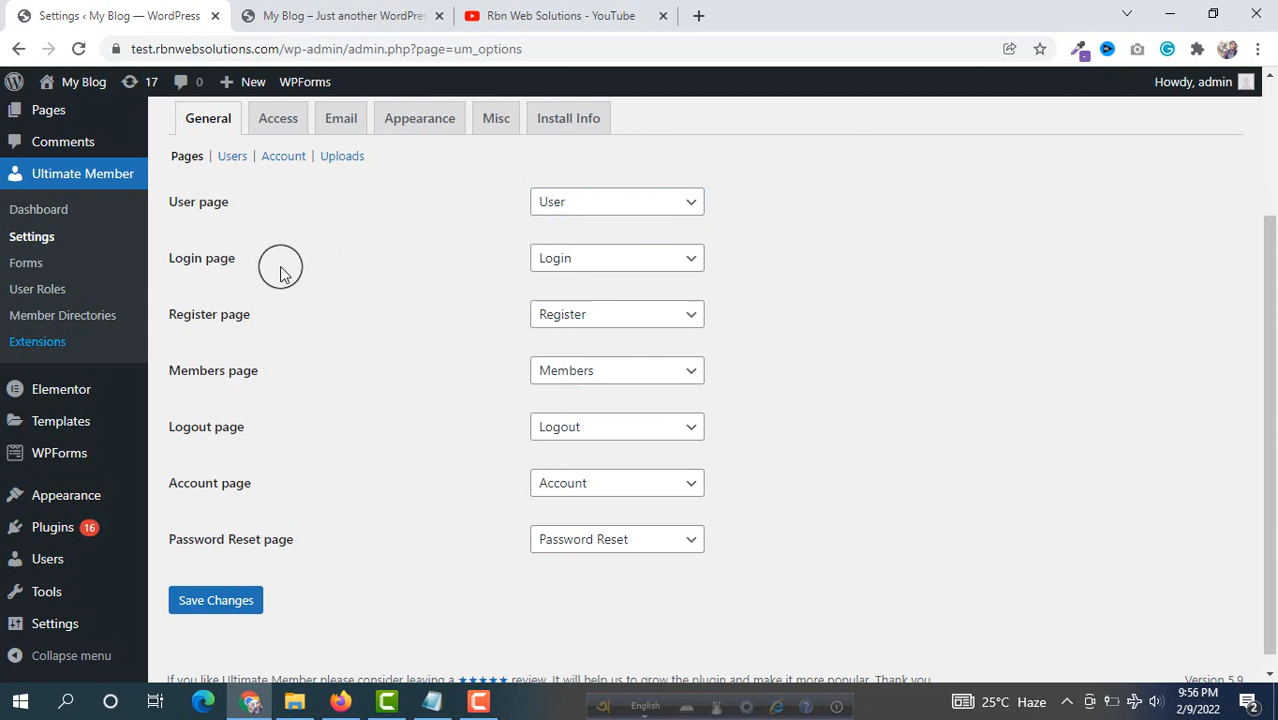 Settings ‹ My Blog — WordPress
My Blog – Just another WordPres
Rbn Web Solutions - YouTube
test.rbnwebsolutions.com/wp-admin/admin.php?page=um_options
My Blog 17 0 New WPForms Howdy, admin
Pages
Comments
Ultimate Member
Dashboard
Settings
Forms
User Roles
Member Directories
Extensions
Elementor
Templates
WPForms
Appearance
Plugins 16
Users
Tools
Settings
Collapse menu
General Access Email Appearance Misc Install Info
Pages | Users | Account | Uploads
User page User
Login page Login
Register page Register
Members page Members
Logout page Logout
Account page Account
Password Reset page Password Reset
Save Changes
If you like Ultimate Member please consider leaving a ★★★★★ review. It will help us to grow the plugin and make it more popular. Thank you.
Version 5.9
English
25°C Haze
9:56 PM
2/9/2022
2